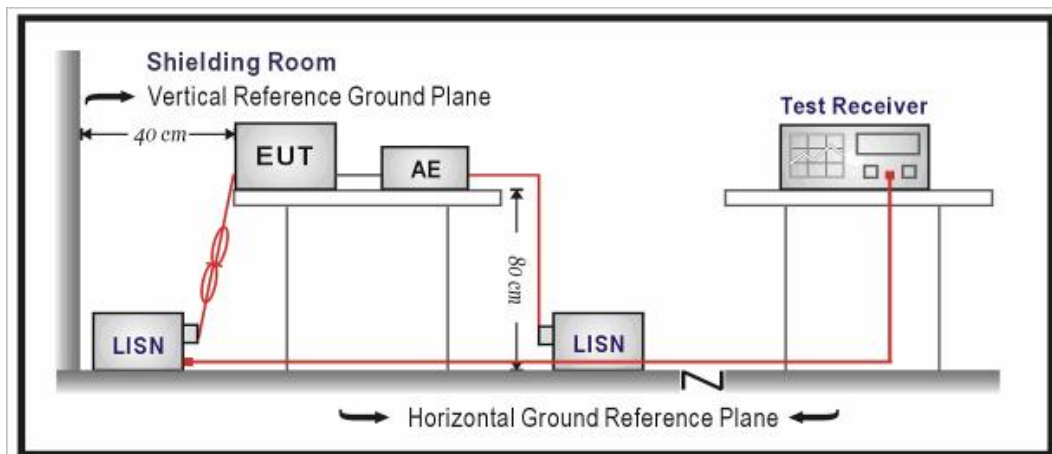 Shielding Room
Vertical Reference Ground Plane
Test Receiver
40 cm
EUT
AE
80 cm
LISN
LISN
Horizontal Ground Reference Plane